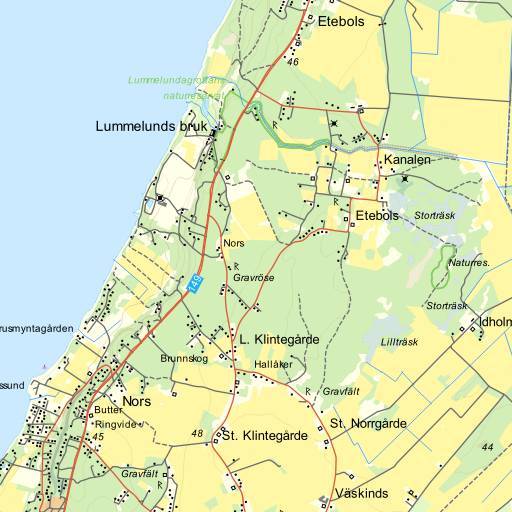 Etebols
46
Lummelundagrottans
naturreservat
Lummelunds bruk
R
Kanalen
R
Etebols
Storträsk
Nors
R
Naturres.
Gravröse
149
Storträsk
Idholm
rusmyntagården
R
L. Klintegårde
Lillträsk
Brunnskog
Hallåker
ssund
R
Gravfält
Nors
Butter
Ringvide
45
48
St. Klintegårde
St. Norrgårde
44
Gravfält
R
Väskinds